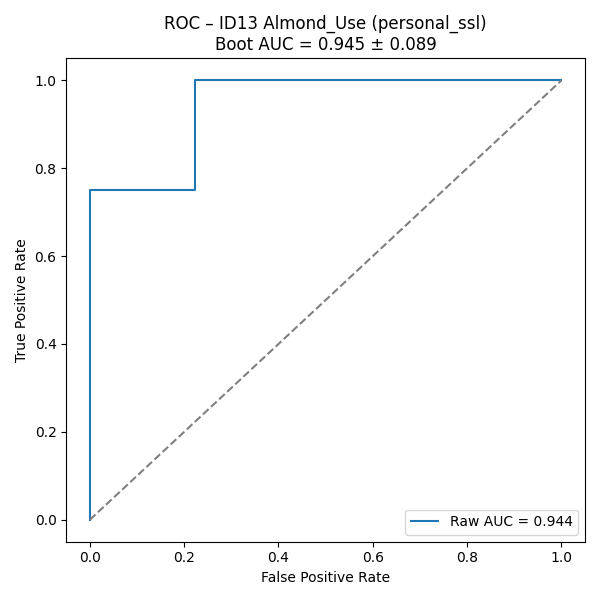 ROC – ID13 Almond_Use (personal_ssl)
Boot AUC = 0.945 ± 0.089
True Positive Rate
1.0
0.8
0.6
0.4
0.2
0.0
Raw AUC = 0.944
0.0 0.2 0.4 0.6 0.8 1.0
False Positive Rate